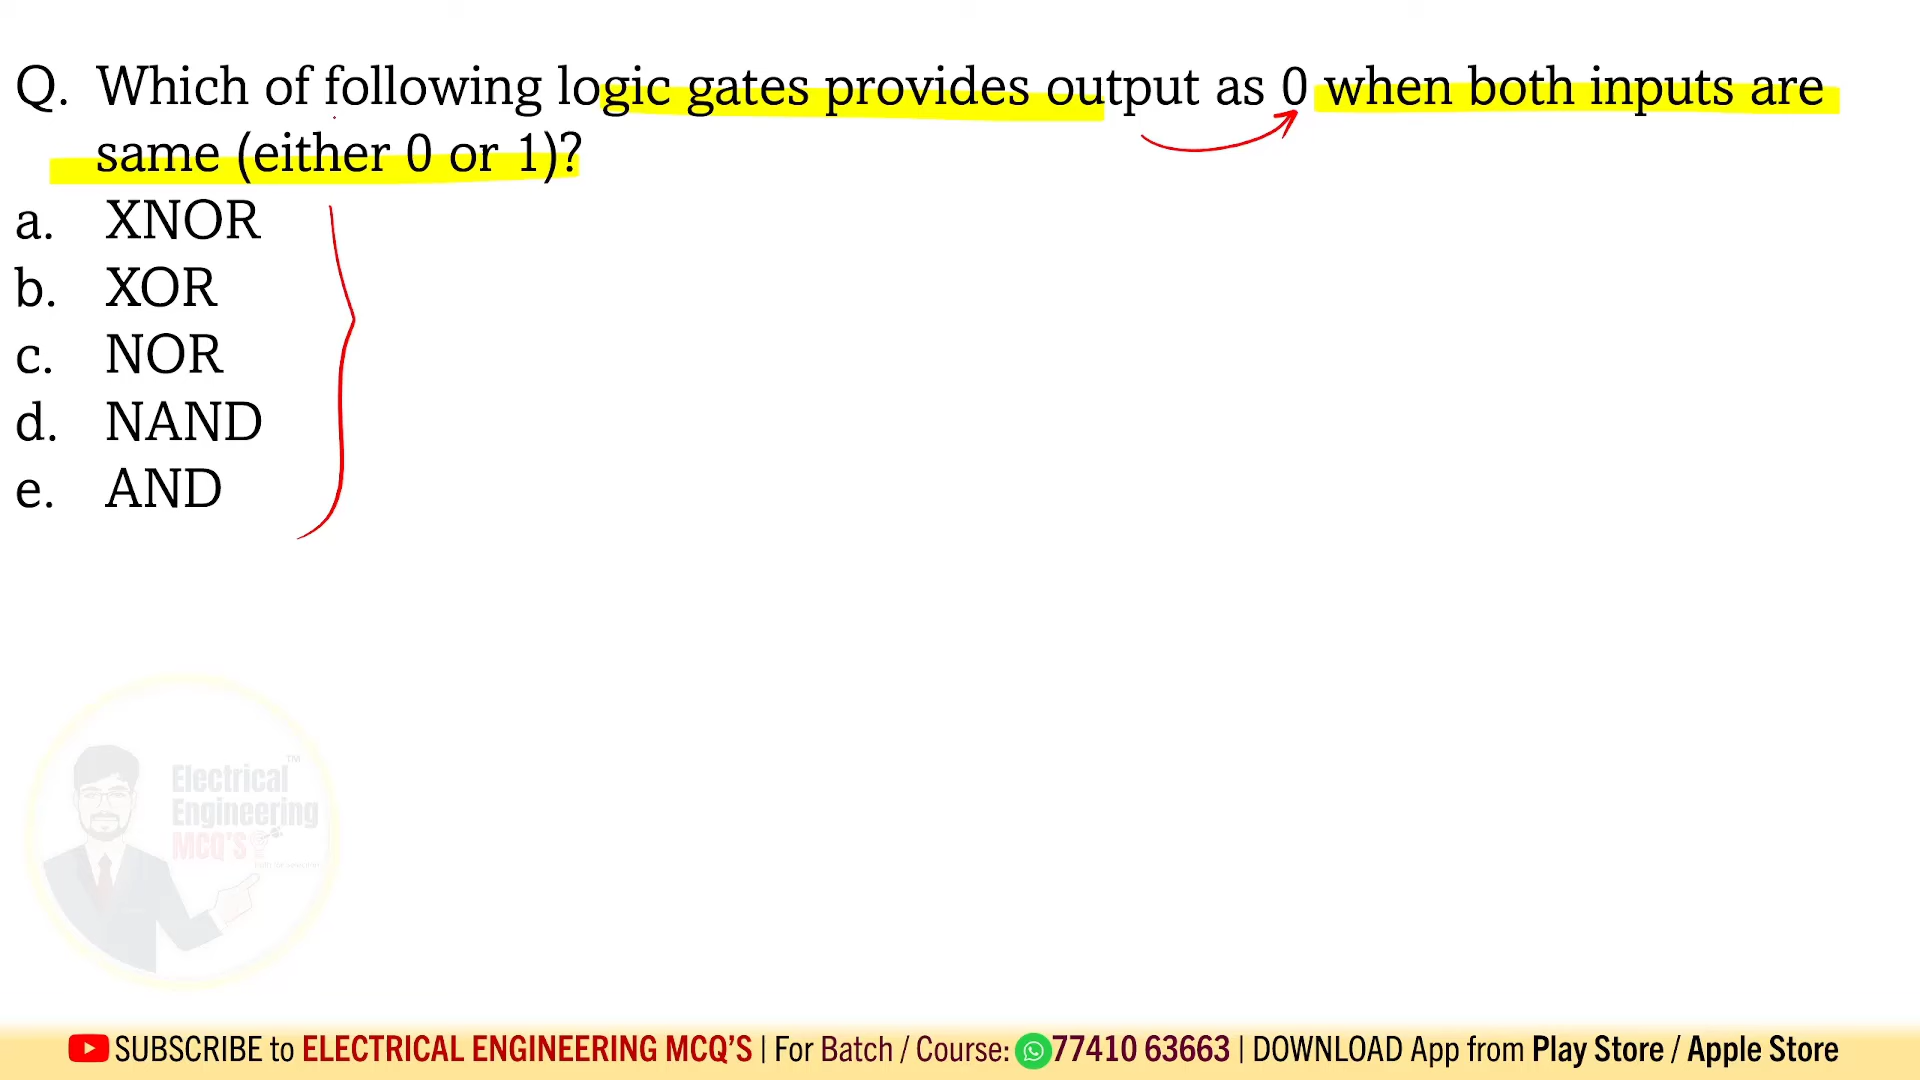 Q. Which of following logic gates provides output as 0 when both inputs are
same (either 0 or 1)?
a. XNOR
b. XOR
c. NOR
d. NAND
e. AND
Electrical
Engineering
MCQ'S
TM
SUBSCRIBE to ELECTRICAL ENGINEERING MCQ'S | For Batch / Course: 77410 63663 | DOWNLOAD App from Play Store / Apple Store